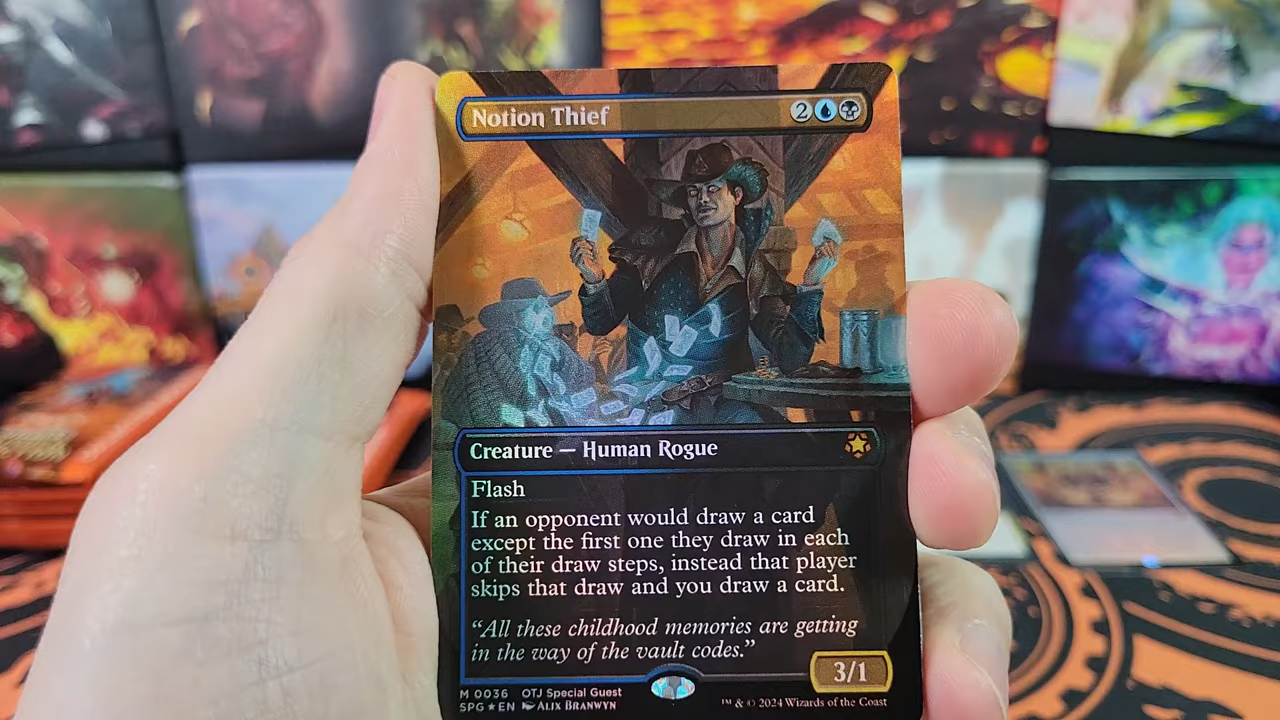 Notion Thief 2
Creature — Human Rogue
Flash
If an opponent would draw a card
except the first one they draw in each
of their draw steps, instead that player
skips that draw and you draw a card.
“All these childhood memories are getting
in the way of the vault codes.”
3/1
M 0036 OTJ Special Guest
SPG ★ EN Alix Branwyn
™ & © 2024 Wizards of the Coast